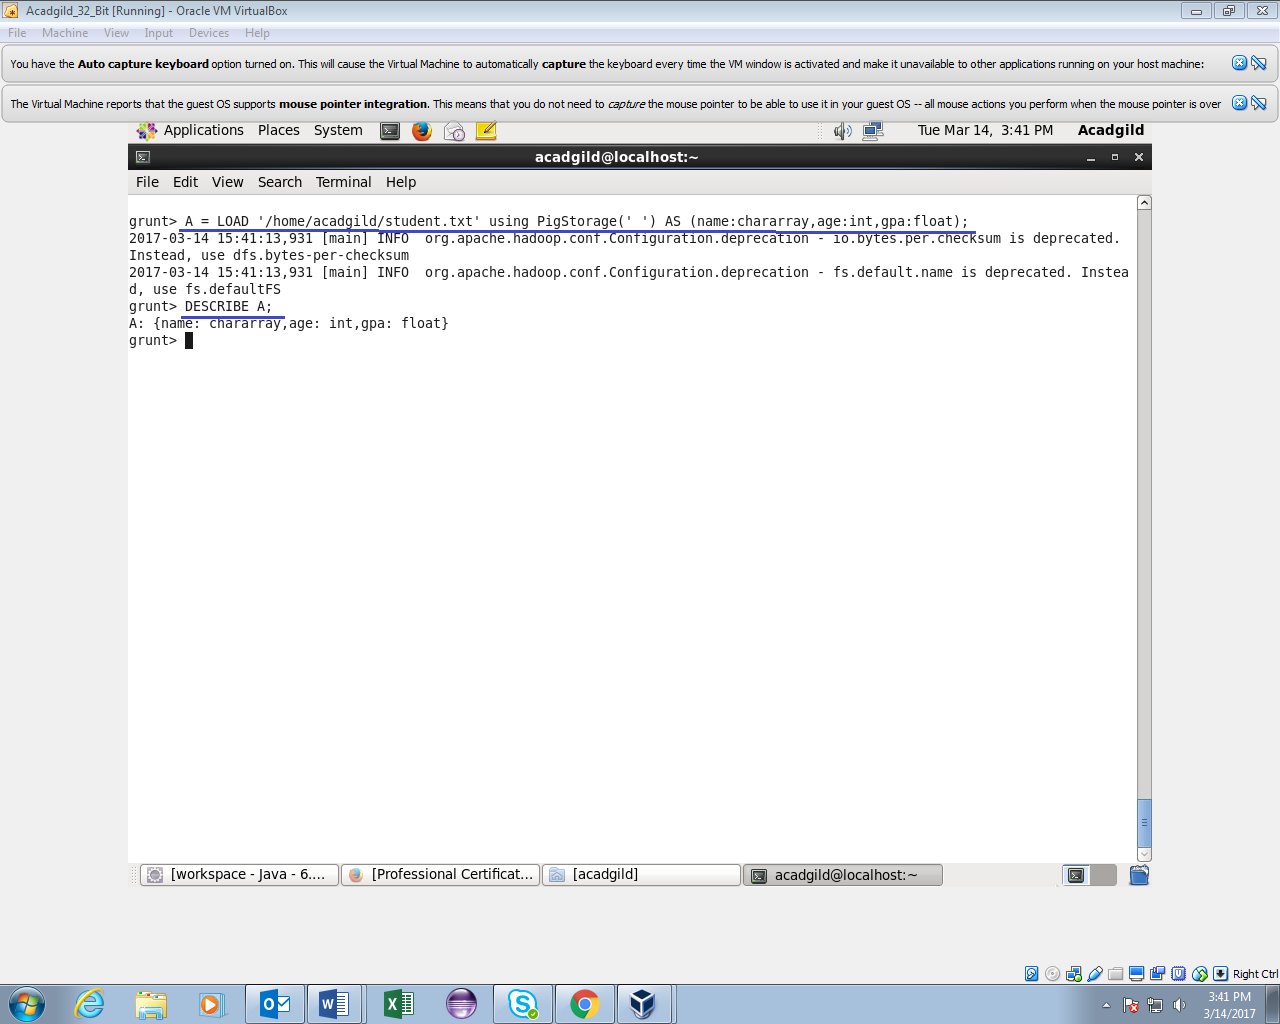 Acadgild_32_Bit [Running] - Oracle VM VirtualBox
File Machine View Input Devices Help
You have the Auto capture keyboard option turned on. This will cause the Virtual Machine to automatically capture the keyboard every time the VM window is activated and make it unavailable to other applications running on your host machine:
The Virtual Machine reports that the guest OS supports mouse pointer integration. This means that you do not need to capture the mouse pointer to be able to use it in your guest OS -- all mouse actions you perform when the mouse pointer is over
Applications Places System Tue Mar 14, 3:41 PM Acadgild
acadgild@localhost:~
File Edit View Search Terminal Help
grunt> A = LOAD '/home/acadgild/student.txt' using PigStorage(' ') AS (name:chararray,age:int,gpa:float);
2017-03-14 15:41:13,931 [main] INFO  org.apache.hadoop.conf.Configuration.deprecation - io.bytes.per.checksum is deprecated.
Instead, use dfs.bytes-per-checksum
2017-03-14 15:41:13,931 [main] INFO  org.apache.hadoop.conf.Configuration.deprecation - fs.default.name is deprecated. Instea
d, use fs.defaultFS
grunt> DESCRIBE A;
A: {name: chararray,age: int,gpa: float}
grunt>
[workspace - Java - 6.... [Professional Certificat... [acadgild] acadgild@localhost:~
Right Ctrl
3:41 PM
3/14/2017